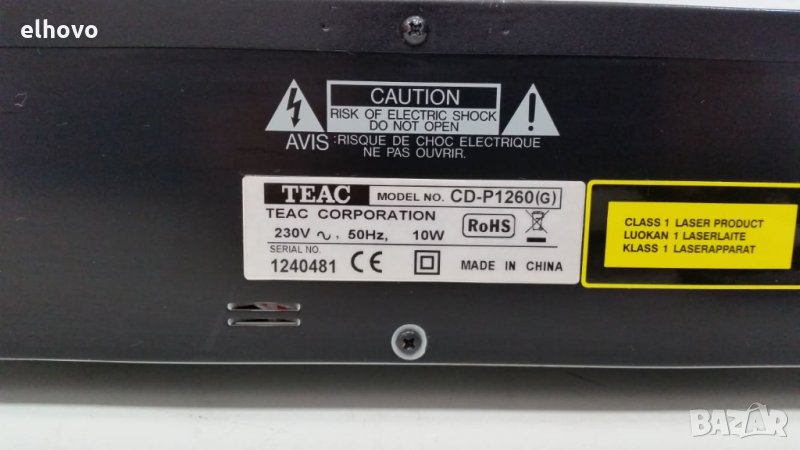 elhovo
CAUTION
RISK OF ELECTRIC SHOCK
DO NOT OPEN
AVIS :RISQUE DE CHOC ELECTRIQUE
NE PAS OUVRIR.
TEAC MODEL NO. CD-P1260(G)
TEAC CORPORATION
230V ∿, 50Hz, 10W RoHS
SERIAL NO.
1240481 CE MADE IN CHINA
CLASS 1 LASER PRODUCT
LUOKAN 1 LASERLAITE
KLASS 1 LASERAPPARAT
BAZAR